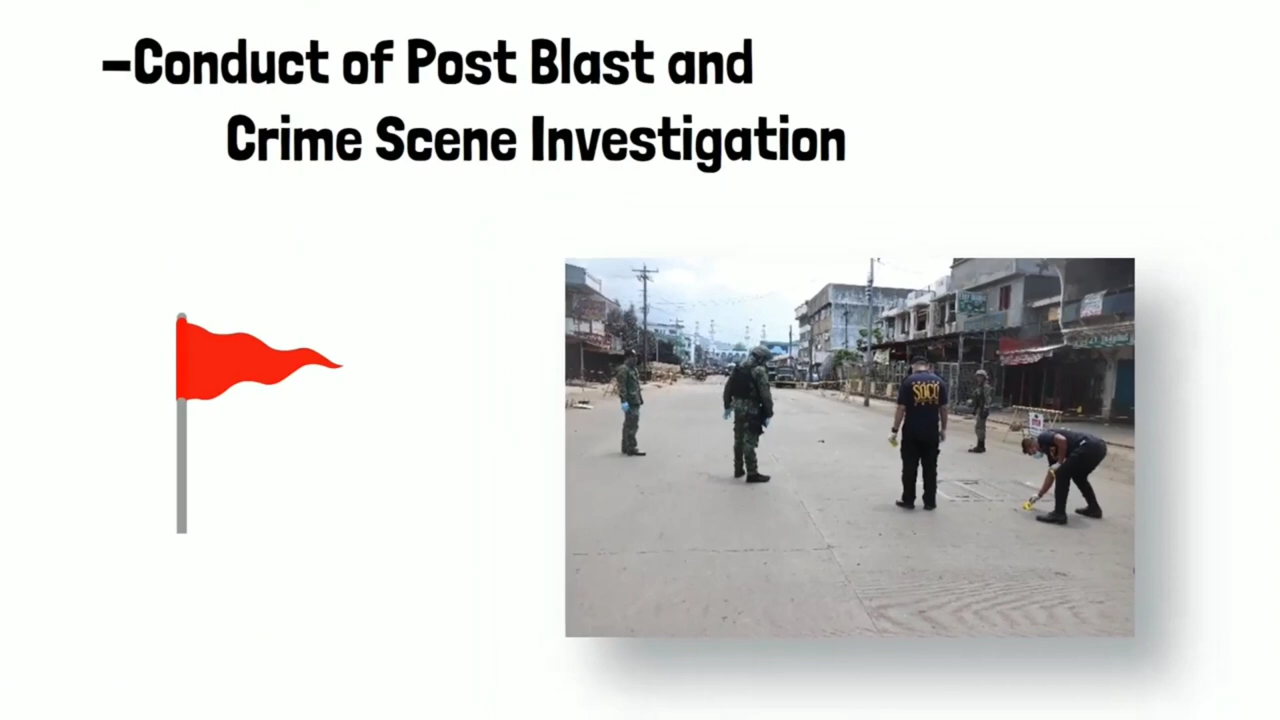 -Conduct of Post Blast and
Crime Scene Investigation
SOCO